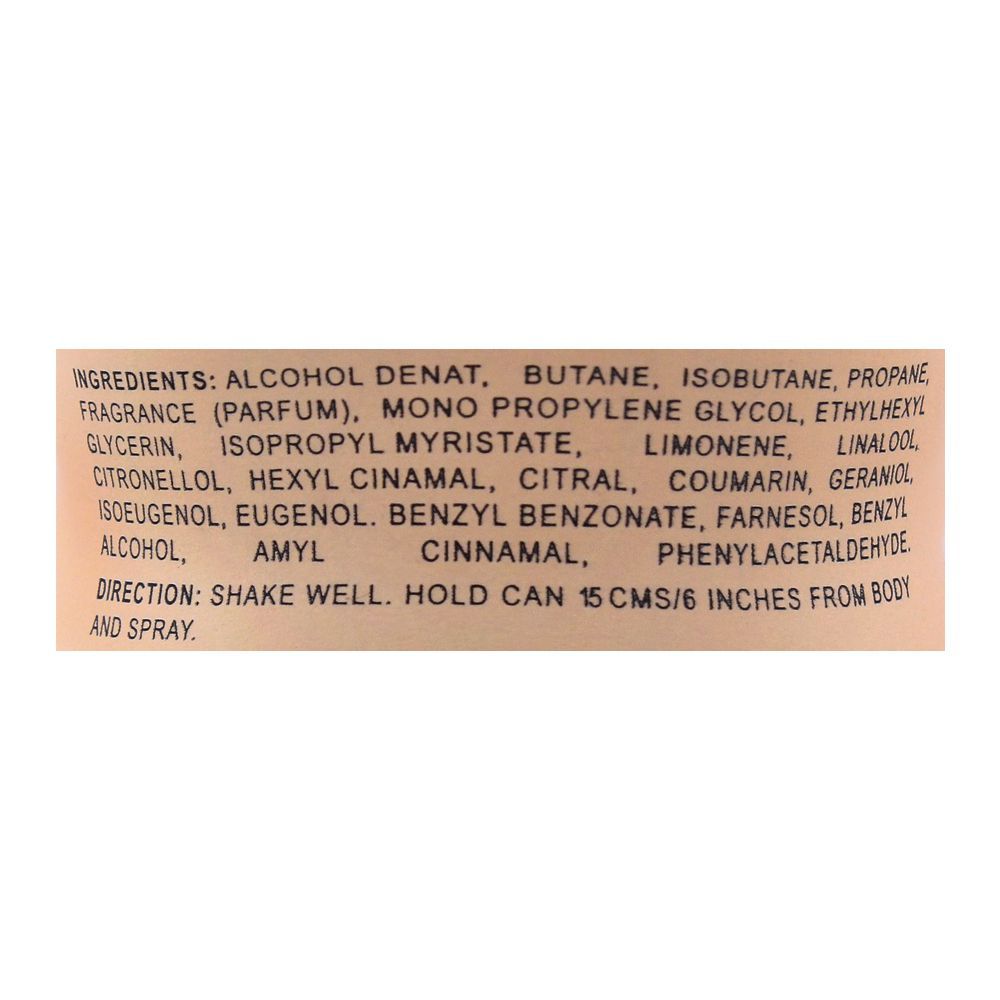 INGREDIENTS: ALCOHOL DENAT. BUTANE, ISOBUTANE, PROPANE,
FRAGRANCE (PARFUM), MONO PROPYLENE GLYCOL, ETHYLHEXYL
GLYCERIN, ISOPROPYL MYRISTATE, LIMONENE, LINALOOL,
CITRONELLOL, HEXYL CINAMAL, CITRAL, COUMARIN, GERANIOL,
ISOEUGENOL, EUGENOL. BENZYL BENZONATE, FARNESOL, BENZYL
ALCOHOL, AMYL CINNAMAL, PHENYLACETALDEHYDE.
DIRECTION: SHAKE WELL. HOLD CAN 15 CMS/6 INCHES FROM BODY
AND SPRAY.